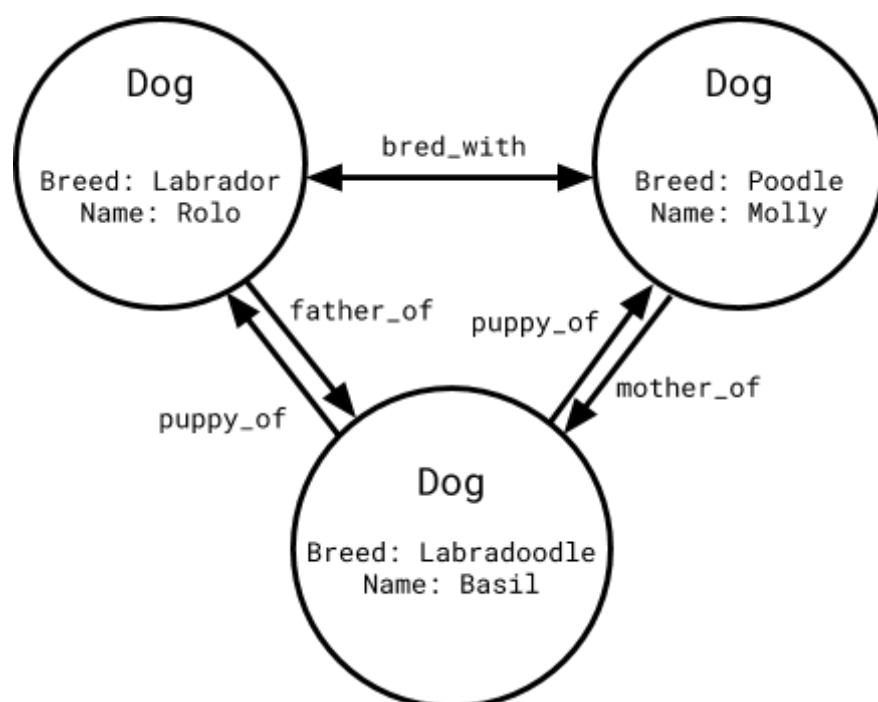 Dog
Breed: Labrador
Name: Rolo
bred_with
Dog
Breed: Poodle
Name: Molly
father_of
puppy_of
puppy_of
mother_of
Dog
Breed: Labradoodle
Name: Basil